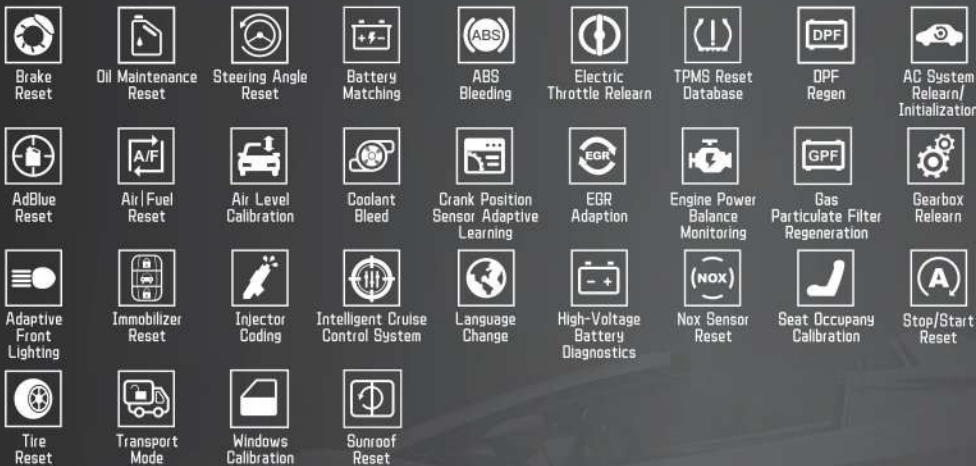 ABS
DPF
Brake
Reset
Oil Maintenance
Reset
Steering Angle
Reset
Battery
Matching
ABS
Bleeding
Electric
Throttle Relearn
TPMS Reset
Database
DPF
Regen
AC System
Relearn/
Initialization
A/F
EGR
GPF
AdBlue
Reset
Air|Fuel
Reset
Air Level
Calibration
Coolant
Bleed
Crank Position
Sensor Adaptive
Learning
EGR
Adaption
Engine Power
Balance
Monitoring
Gas
Particulate Filter
Regeneration
Gearbox
Relearn
NOX
A
Adaptive
Front
Lighting
Immobilizer
Reset
Injector
Coding
Intelligent Cruise
Control System
Language
Change
High-Voltage
Battery
Diagnostics
Nox Sensor
Reset
Seat Occupany
Calibration
Stop/Start
Reset
Tire
Reset
Transport
Mode
Windows
Calibration
Sunroof
Reset